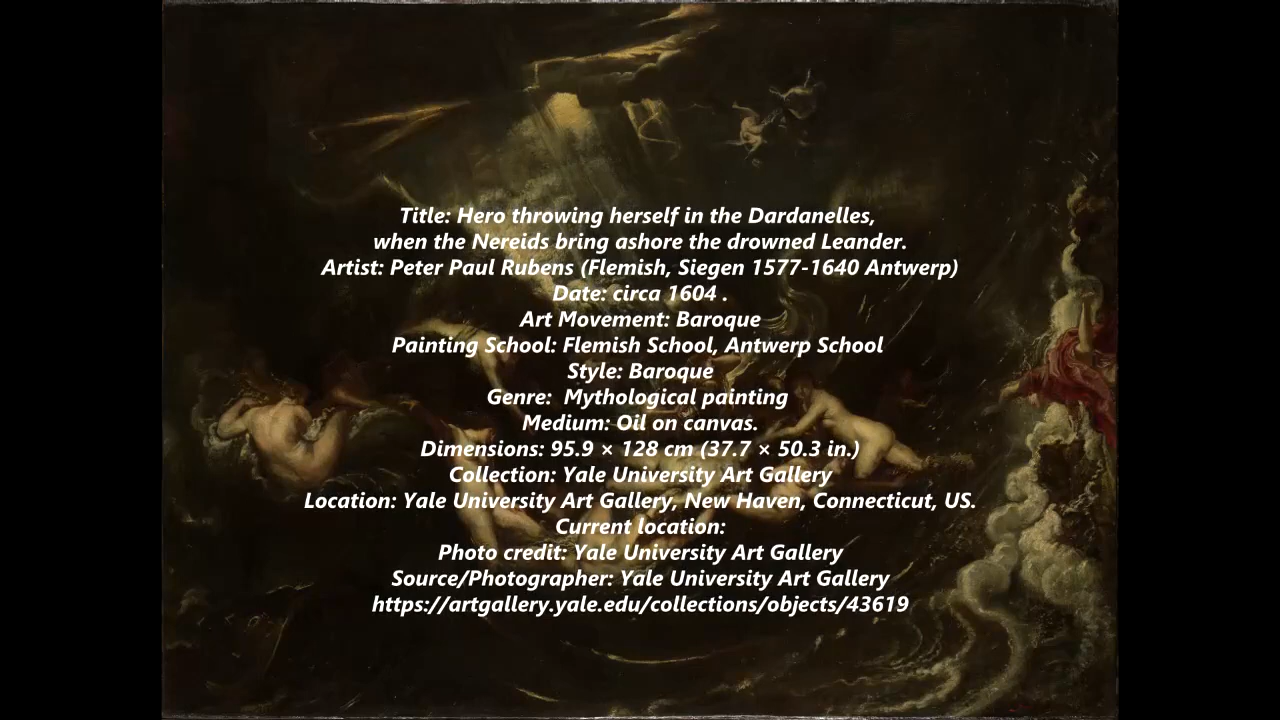 Title: Hero throwing herself in the Dardanelles,
when the Nereids bring ashore the drowned Leander.
Artist: Peter Paul Rubens (Flemish, Siegen 1577-1640 Antwerp)
Date: circa 1604 .
Art Movement: Baroque
Painting School: Flemish School, Antwerp School
Style: Baroque
Genre:  Mythological painting
Medium: Oil on canvas.
Dimensions: 95.9 × 128 cm (37.7 × 50.3 in.)
Collection: Yale University Art Gallery
Location: Yale University Art Gallery, New Haven, Connecticut, US.
Current location:
Photo credit: Yale University Art Gallery
Source/Photographer: Yale University Art Gallery
https://artgallery.yale.edu/collections/objects/43619